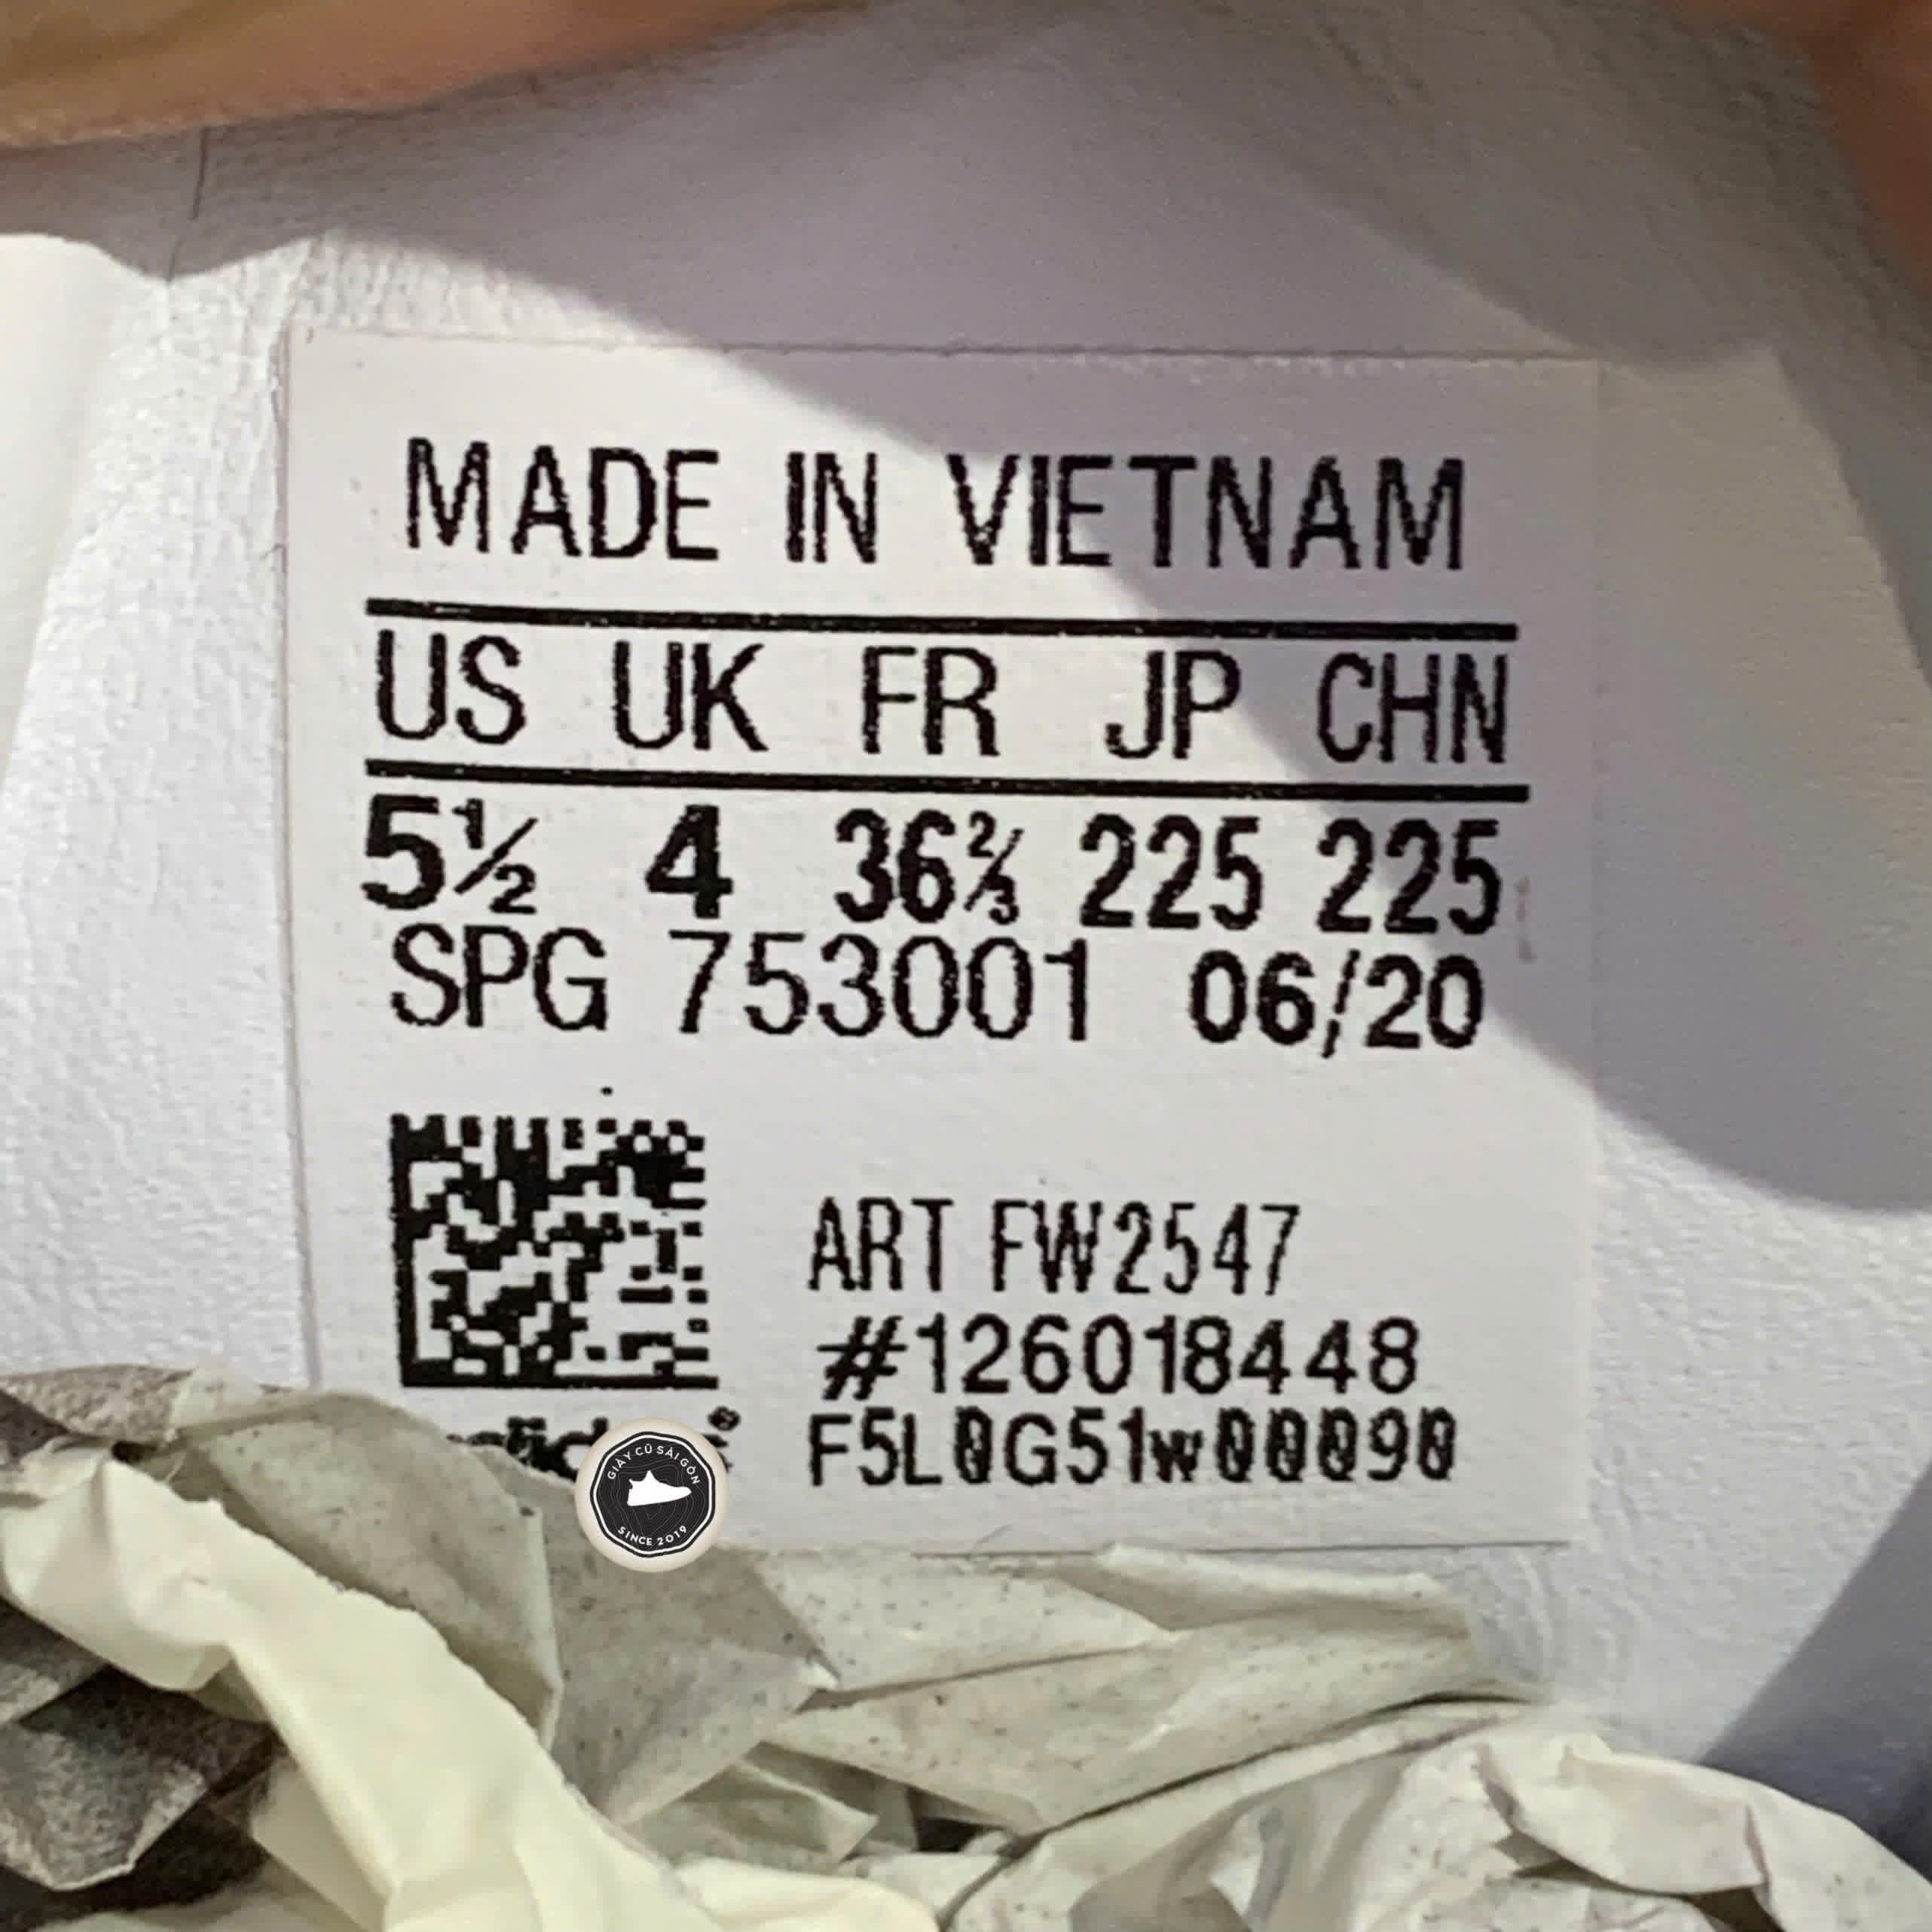 MADE IN VIETNAM
US UK FR JP CHN
5½ 4 36⅔ 225 225
SPG 753001 06/20
ART FW2547
#126018448
F5L0G51w00090
GIÀY CŨ SÀI GÒN
SINCE 2019